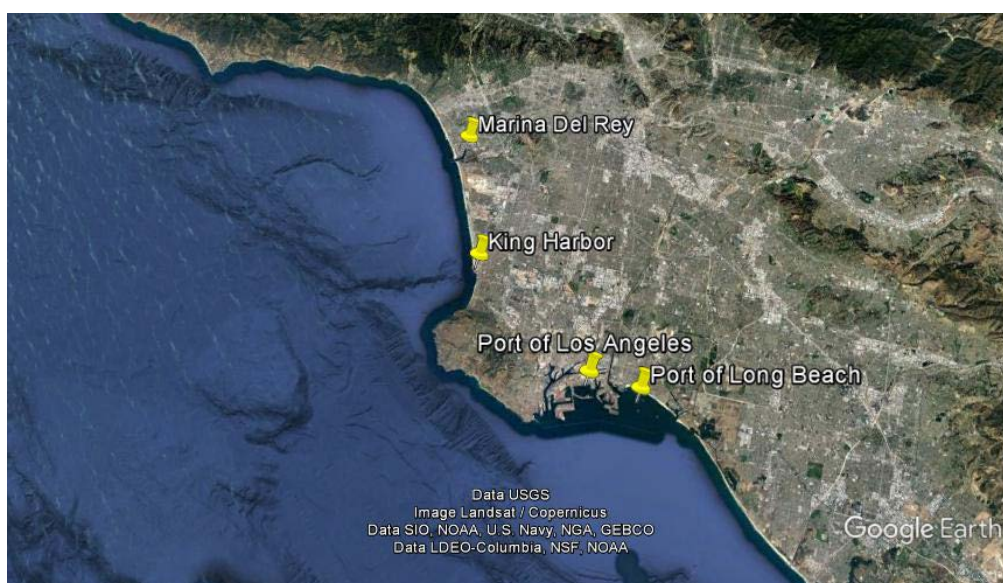 Marina Del Rey
King Harbor
Port of Los Angeles
Port of Long Beach
Data USGS
Image Landsat / Copernicus
Data SIO, NOAA, U.S. Navy, NGA, GEBCO
Data LDEO-Columbia, NSF, NOAA
Google Earth